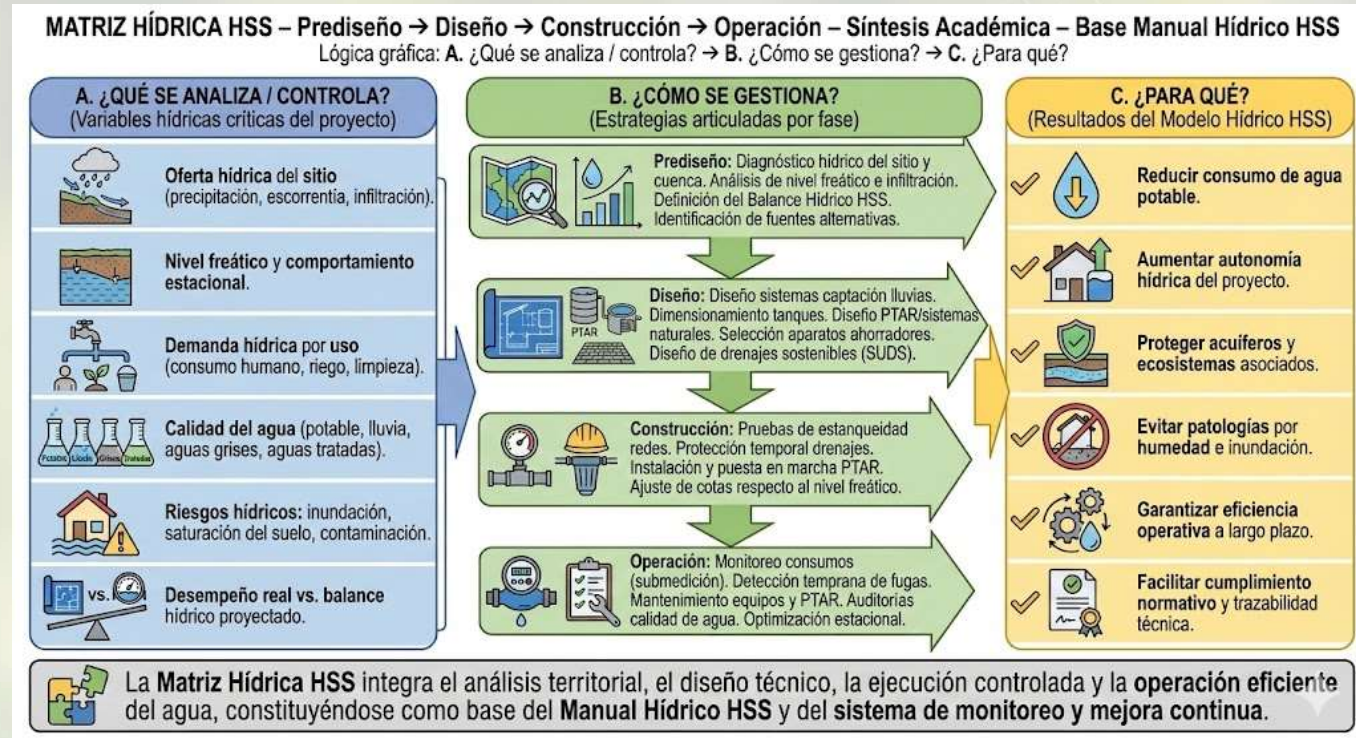 MATRIZ HÍDRICA HSS – Prediseño → Diseño → Construcción → Operación – Síntesis Académica – Base Manual Hídrico HSS
Lógica gráfica: A. ¿Qué se analiza / controla? → B. ¿Cómo se gestiona? → C. ¿Para qué?
A. ¿QUÉ SE ANALIZA / CONTROLA?
(Variables hídricas críticas del proyecto)
Oferta hídrica del sitio
(precipitación, escorrentía, infiltración).
Nivel freático y comportamiento
estacional.
Demanda hídrica por uso
(consumo humano, riego, limpieza).
Calidad del agua (potable, lluvia,
aguas grises, aguas tratadas).
Grises
Tratadas
Riesgos hídricos: inundación,
saturación del suelo, contaminación.
vs.
Desempeño real vs. balance
hídrico proyectado.
B. ¿CÓMO SE GESTIONA?
(Estrategias articuladas por fase)
Prediseño: Diagnóstico hídrico del sitio y
cuenca. Análisis de nivel freático e infiltración.
Definición del Balance Hídrico HSS.
Identificación de fuentes alternativas.
PTAR
Diseño: Diseño sistemas captación lluvias.
Dimensionamiento tanques. Diseño PTAR/sistemas
naturales. Selección aparatos ahorradores.
Diseño de drenajes sostenibles (SUDS).
Construcción: Pruebas de estanqueidad
redes. Protección temporal drenajes.
Instalación y puesta en marcha PTAR.
Ajuste de cotas respecto al nivel freático.
Operación: Monitoreo consumos
(submedición). Detección temprana de fugas.
Mantenimiento equipos y PTAR. Auditorías
calidad de agua. Optimización estacional.
C. ¿PARA QUÉ?
(Resultados del Modelo Hídrico HSS)
Reducir consumo de agua
potable.
Aumentar autonomía
hídrica del proyecto.
Proteger acuíferos y
ecosistemas asociados.
Evitar patologías por
humedad e inundación.
Garantizar eficiencia
operativa a largo plazo.
Facilitar cumplimiento
normativo y trazabilidad
técnica.
La Matriz Hídrica HSS integra el análisis territorial, el diseño técnico, la ejecución controlada y la operación eficiente
del agua, constituyéndose como base del Manual Hídrico HSS y del sistema de monitoreo y mejora continua.